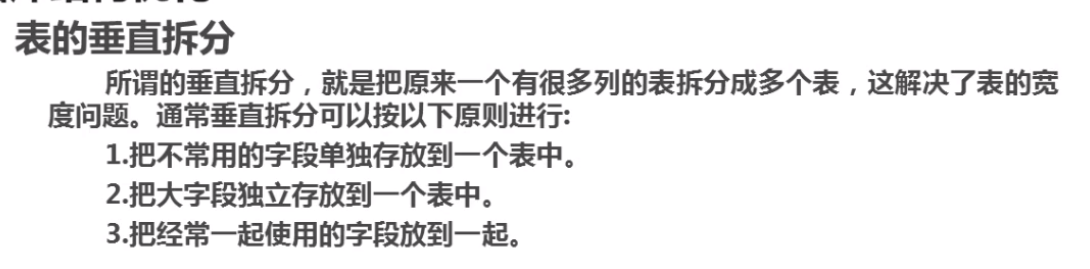 表的垂直拆分
所谓的垂直拆分，就是把原来一个有很多列的表拆分成多个表，这解决了表的宽
度问题。通常垂直拆分可以按以下原则进行:
1.把不常用的字段单独存放到一个表中。
2.把大字段独立存放到一个表中。
3.把经常一起使用的字段放到一起。